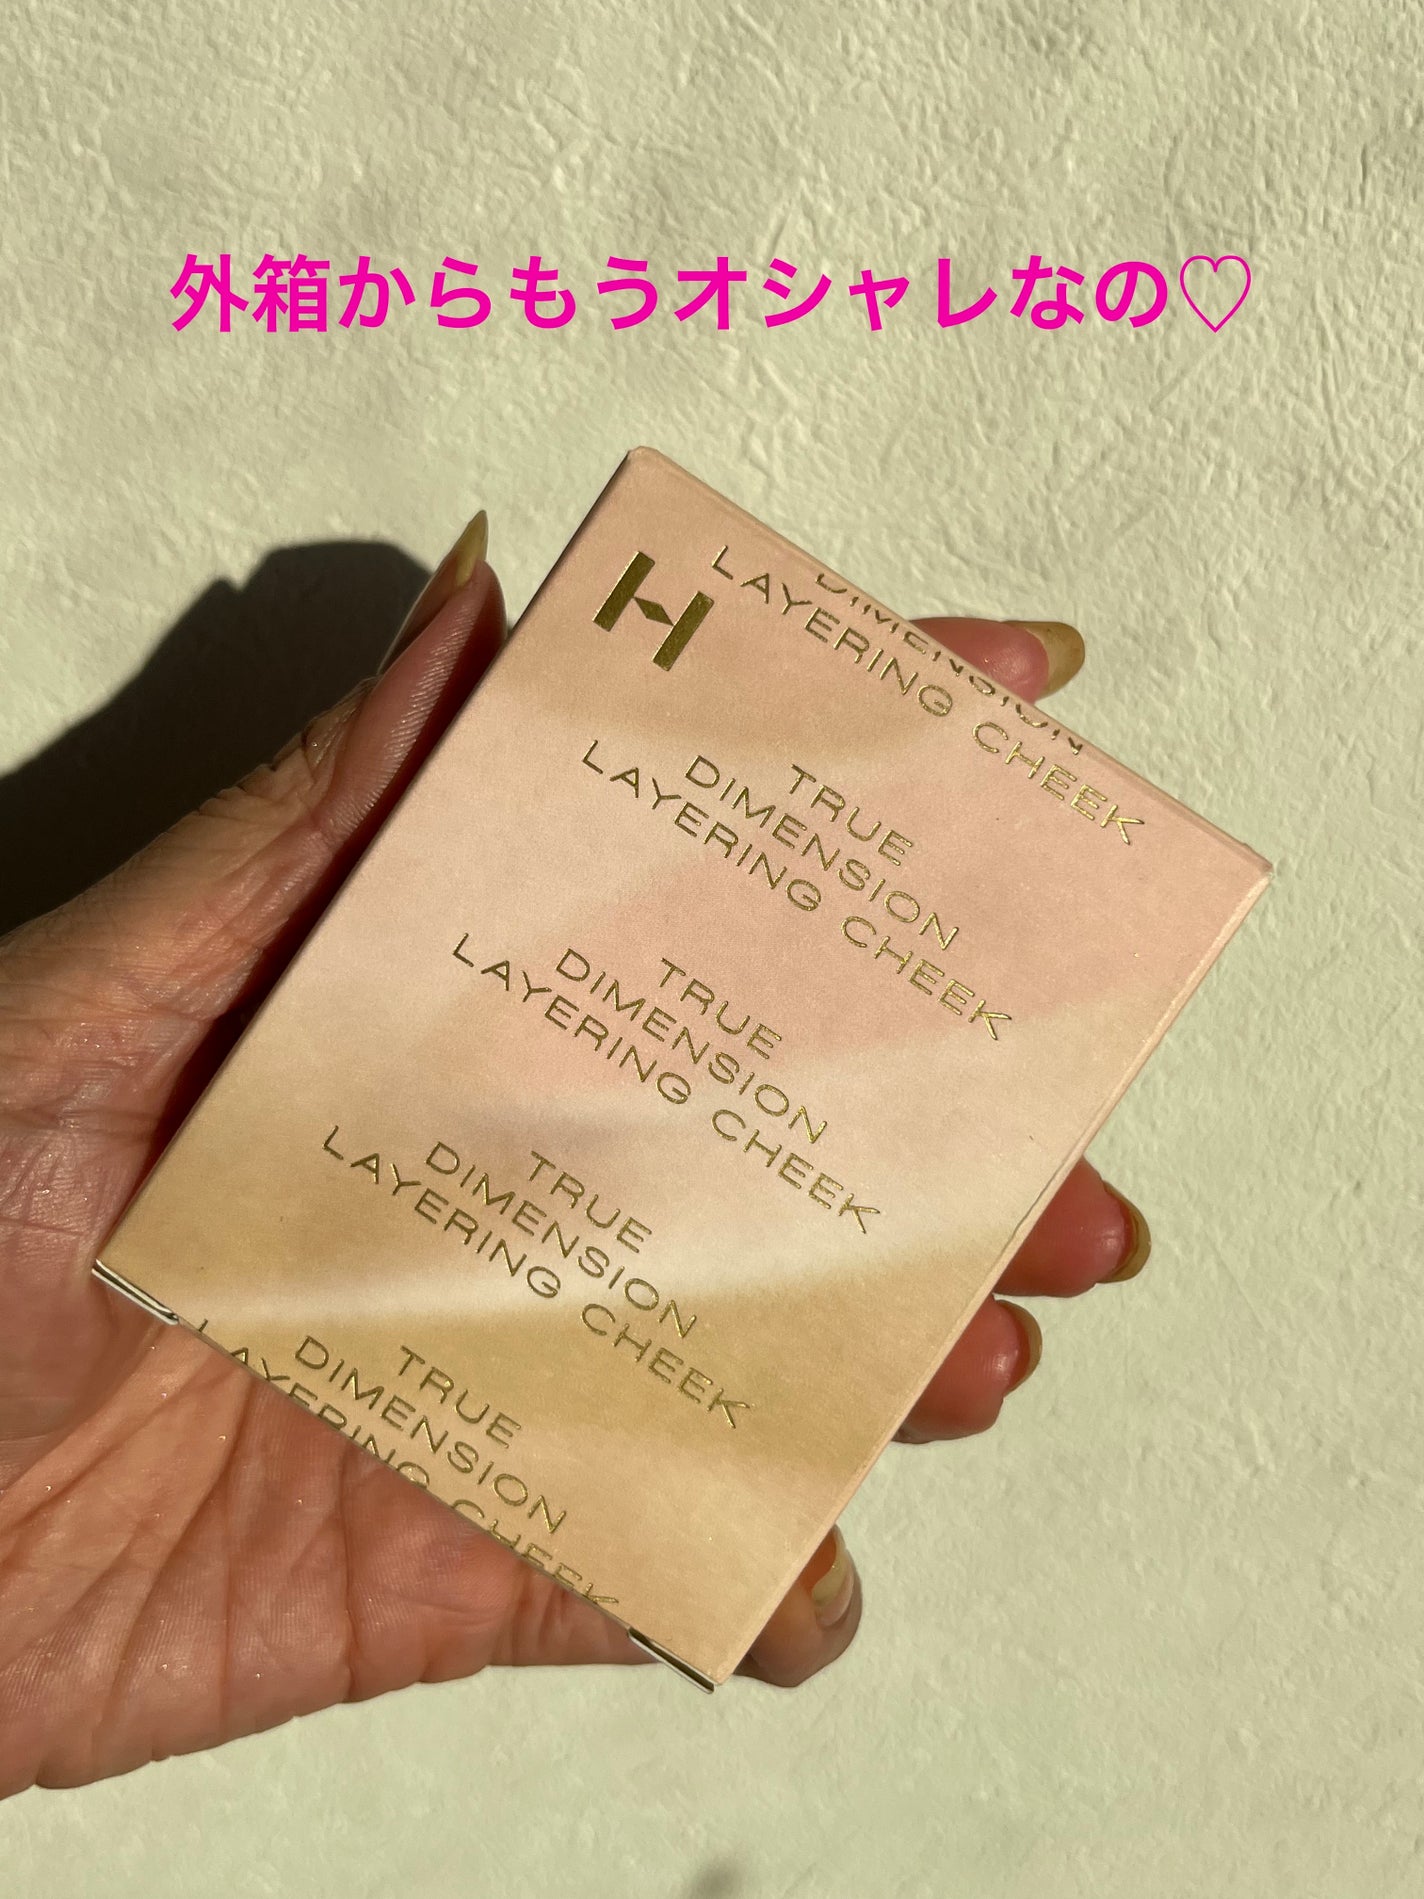 外箱からもうオシャレなの♡
H
DIMENSION
LAYERING CHEEK
TRUE
DIMENSION
LAYERING CHEEK
TRUE
DIMENSION
LAYERING CHEEK
TRUE
DIMENSION
LAYERING CHEEK
TRUE
DIMENSION
LAYERING CHEEK